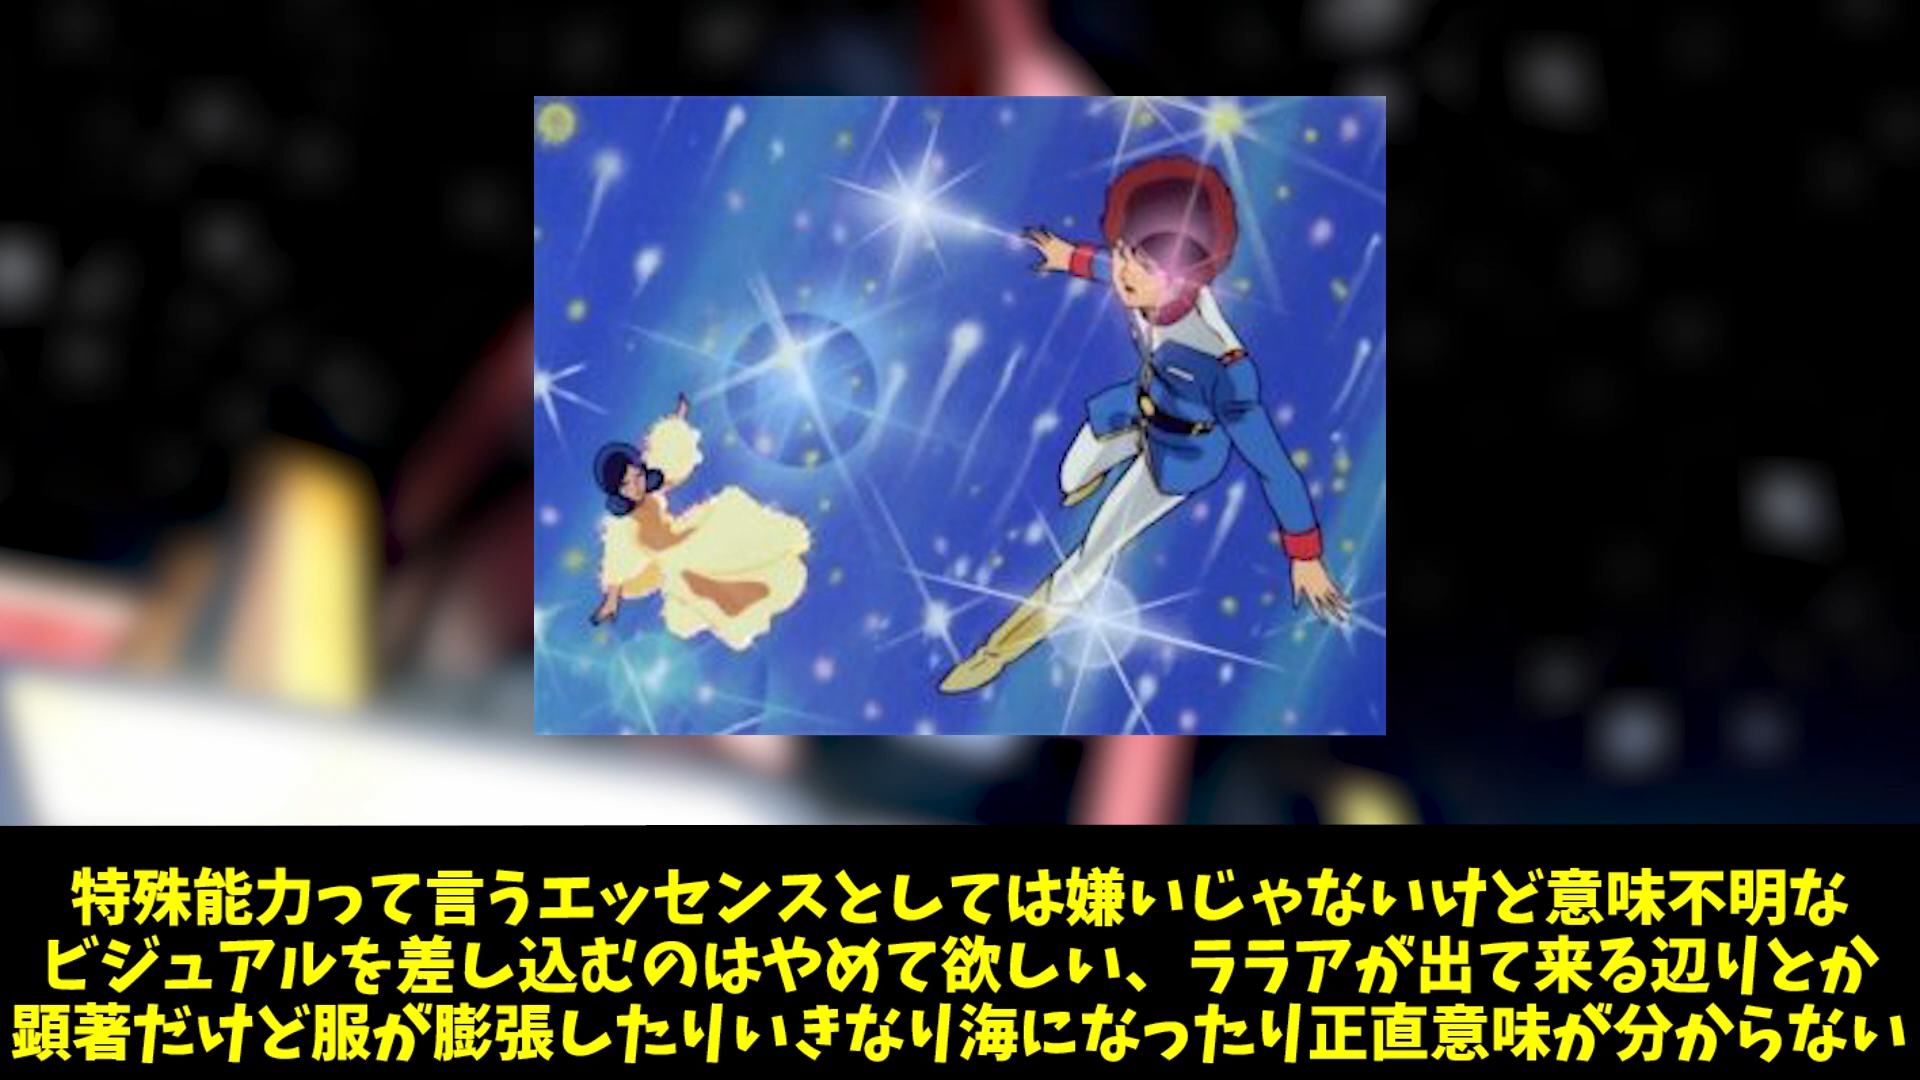 特殊能力って言うエッセンスとしては嫌いじゃないけど意味不明な
ビジュアルを差し込むのはやめて欲しい、ララアが出て来る辺りとか
顕著だけど服が膨張したりいきなり海になったり正直意味が分からない